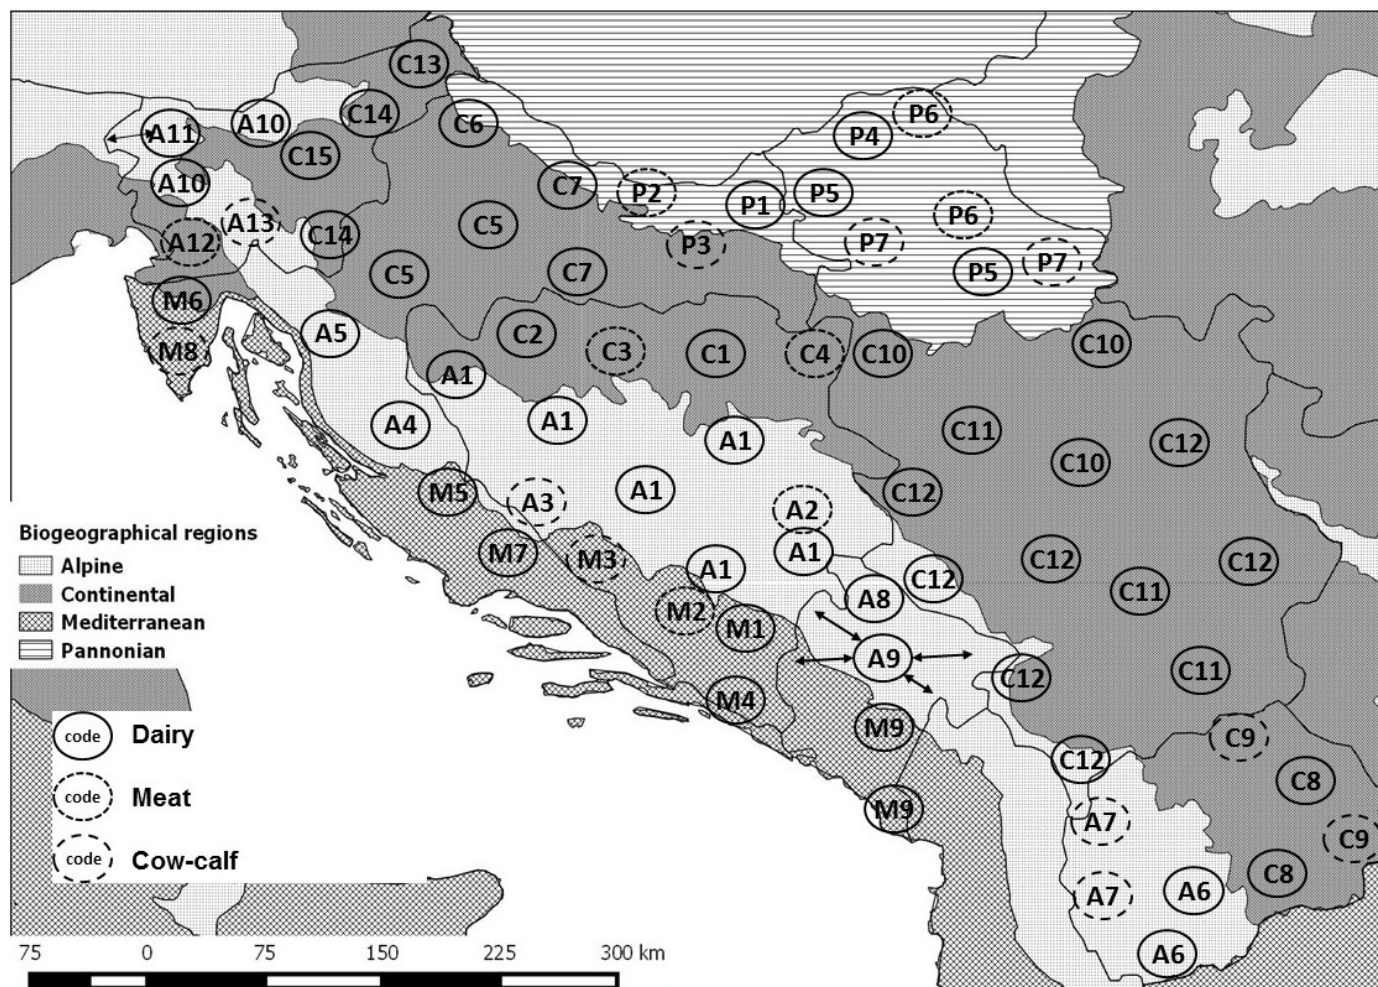 C13
P6
C14
A10
C6
A11
P4
C15
A10
C7
P2
P5
P1
A13
C5
P6
C14
A12
P3
P7
P7
C5
C7
P5
M6
A5
C2
M8
C3
C1
C4
C10
C10
A1
A4
A1
A1
C11
C12
C10
M5
A3
A1
A2
C12
Biogeographical regions
Alpine
Continental
Mediterranean
Pannonian
M7
M3
A1
A1
C12
C12
C12
A8
C11
M2
M1
A9
C12
C11
M4
M9
C9
C12
C8
M9
A7
C9
C8
A7
A6
A6
code Dairy
code Meat
code Cow-calf
75 0 75 150 225 300 km